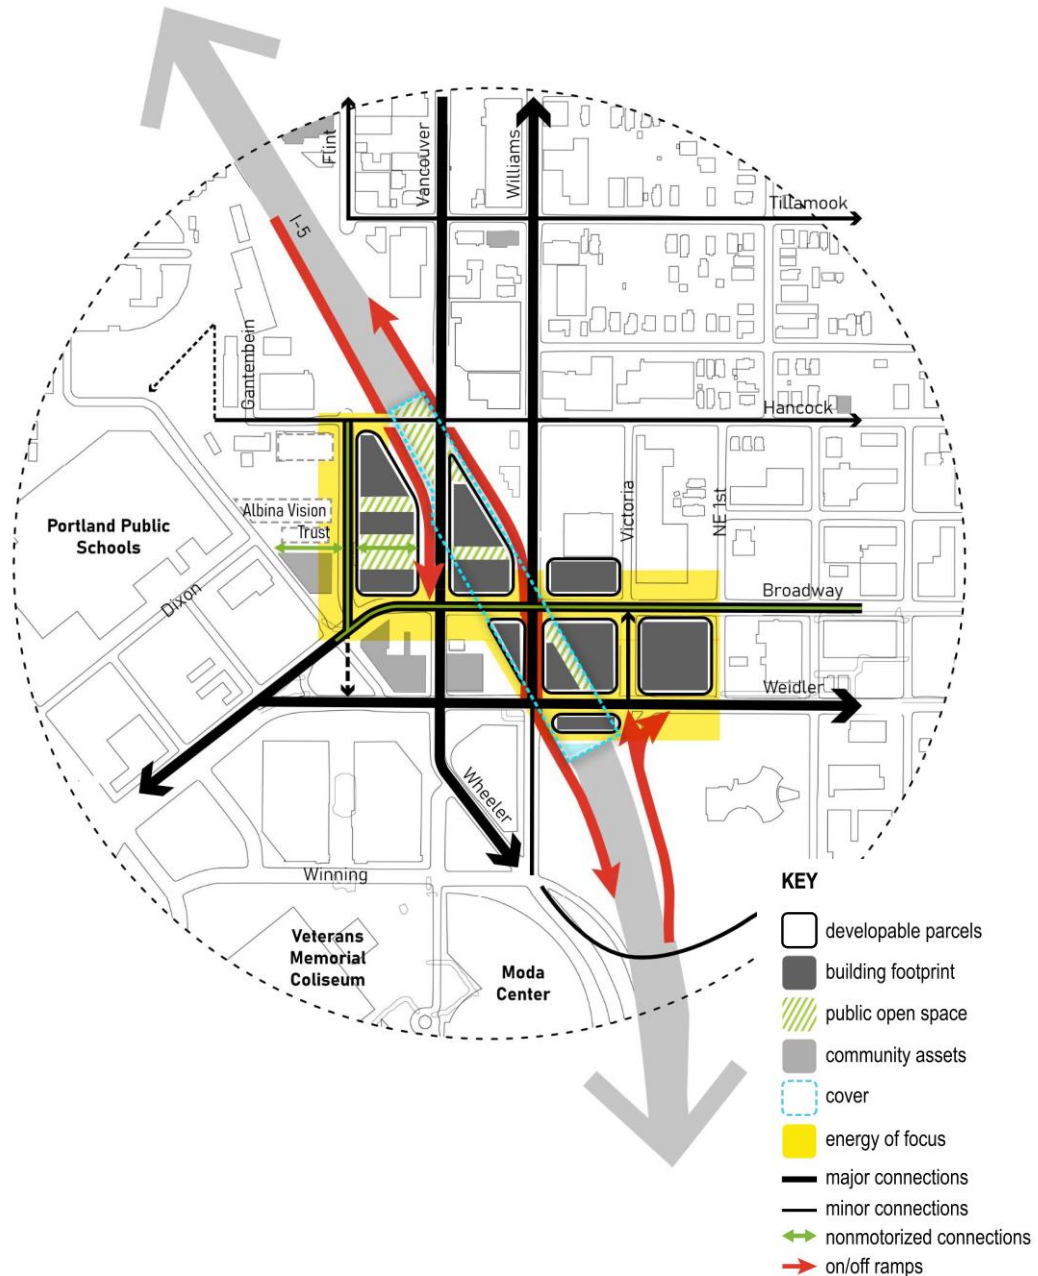 Flint
Vancouver
Williams
Tillamook
I-5
Gantenbein
Hancock
Albina Vision
Trust
Portland Public
Schools
Victoria
NE 1st
Dixon
Broadway
Weidler
Wheeler
Winning
Veterans
Memorial
Coliseum
Moda
Center
KEY
developable parcels
building footprint
public open space
community assets
cover
energy of focus
major connections
minor connections
nonmotorized connections
on/off ramps